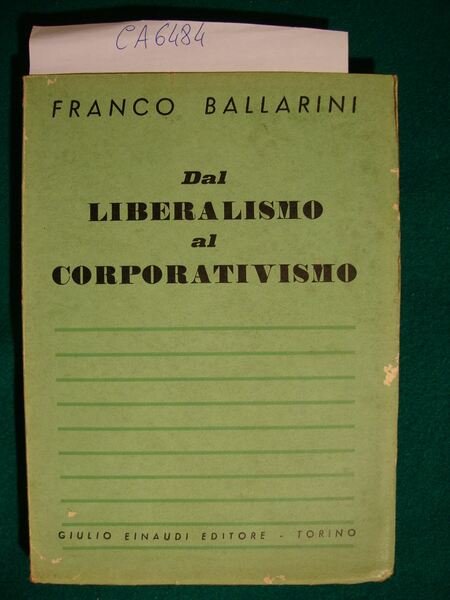 CA6484
FRANCO BALLARINI
Dal
LIBERALISMO
al
CORPORATIVISMO
GIULIO EINAUDI EDITORE - TORINO